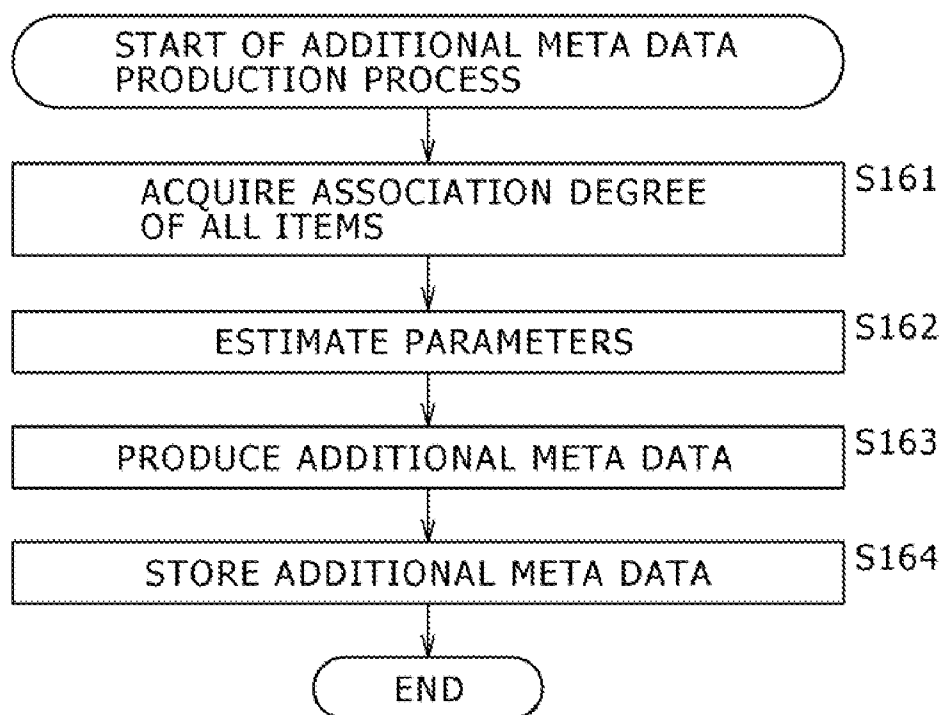 START OF ADDITIONAL META DATA
PRODUCTION PROCESS
ACQUIRE ASSOCIATION DEGREE
OF ALL ITEMS
S161
ESTIMATE PARAMETERS
S162
PRODUCE ADDITIONAL META DATA
S163
STORE ADDITIONAL META DATA
S164
END